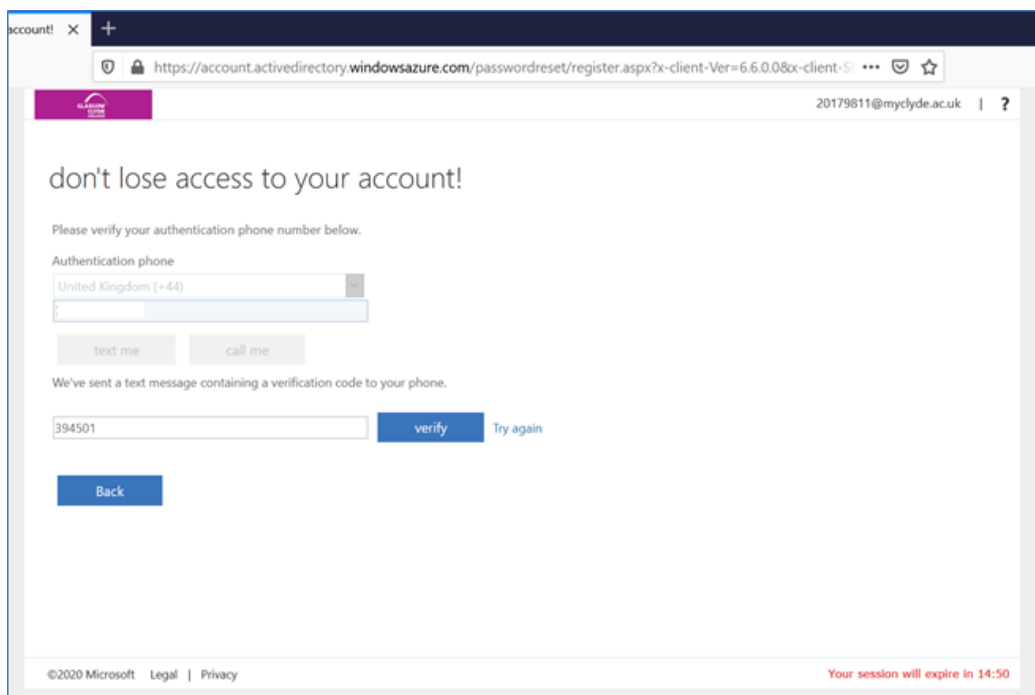 account!
https://account.activedirectory.windowsazure.com/passwordreset/register.aspx?x-client-Ver=6.6.0.0&x-client-S
GLASGOW
CLYDE
20179811@myclyde.ac.uk | ?
don't lose access to your account!
Please verify your authentication phone number below.
Authentication phone
United Kingdom (+44)
text me call me
We've sent a text message containing a verification code to your phone.
394501 verify Try again
Back
©2020 Microsoft Legal | Privacy Your session will expire in 14:50